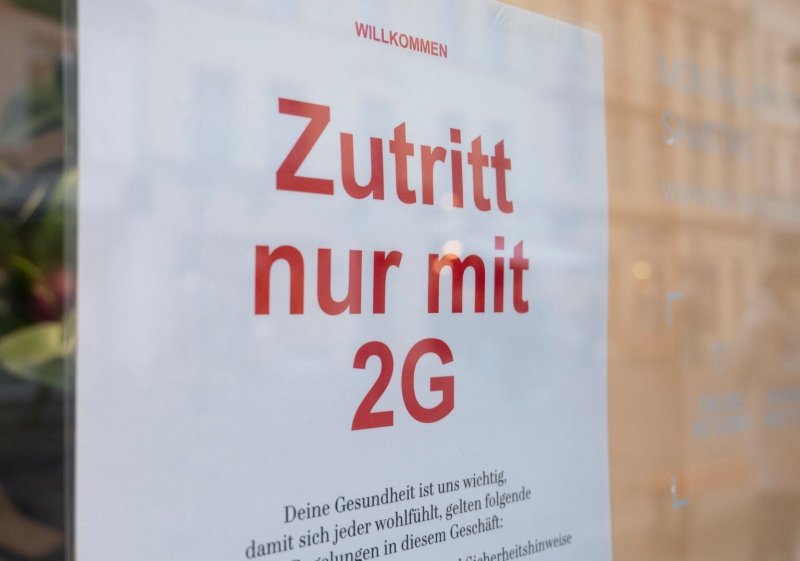 WILLKOMMEN
Zutritt
nur mit
2G
Deine Gesundheit ist uns wichtig,
damit sich jeder wohlfühlt, gelten folgende
in diesem Geschäft:
Sicherheitshinweise